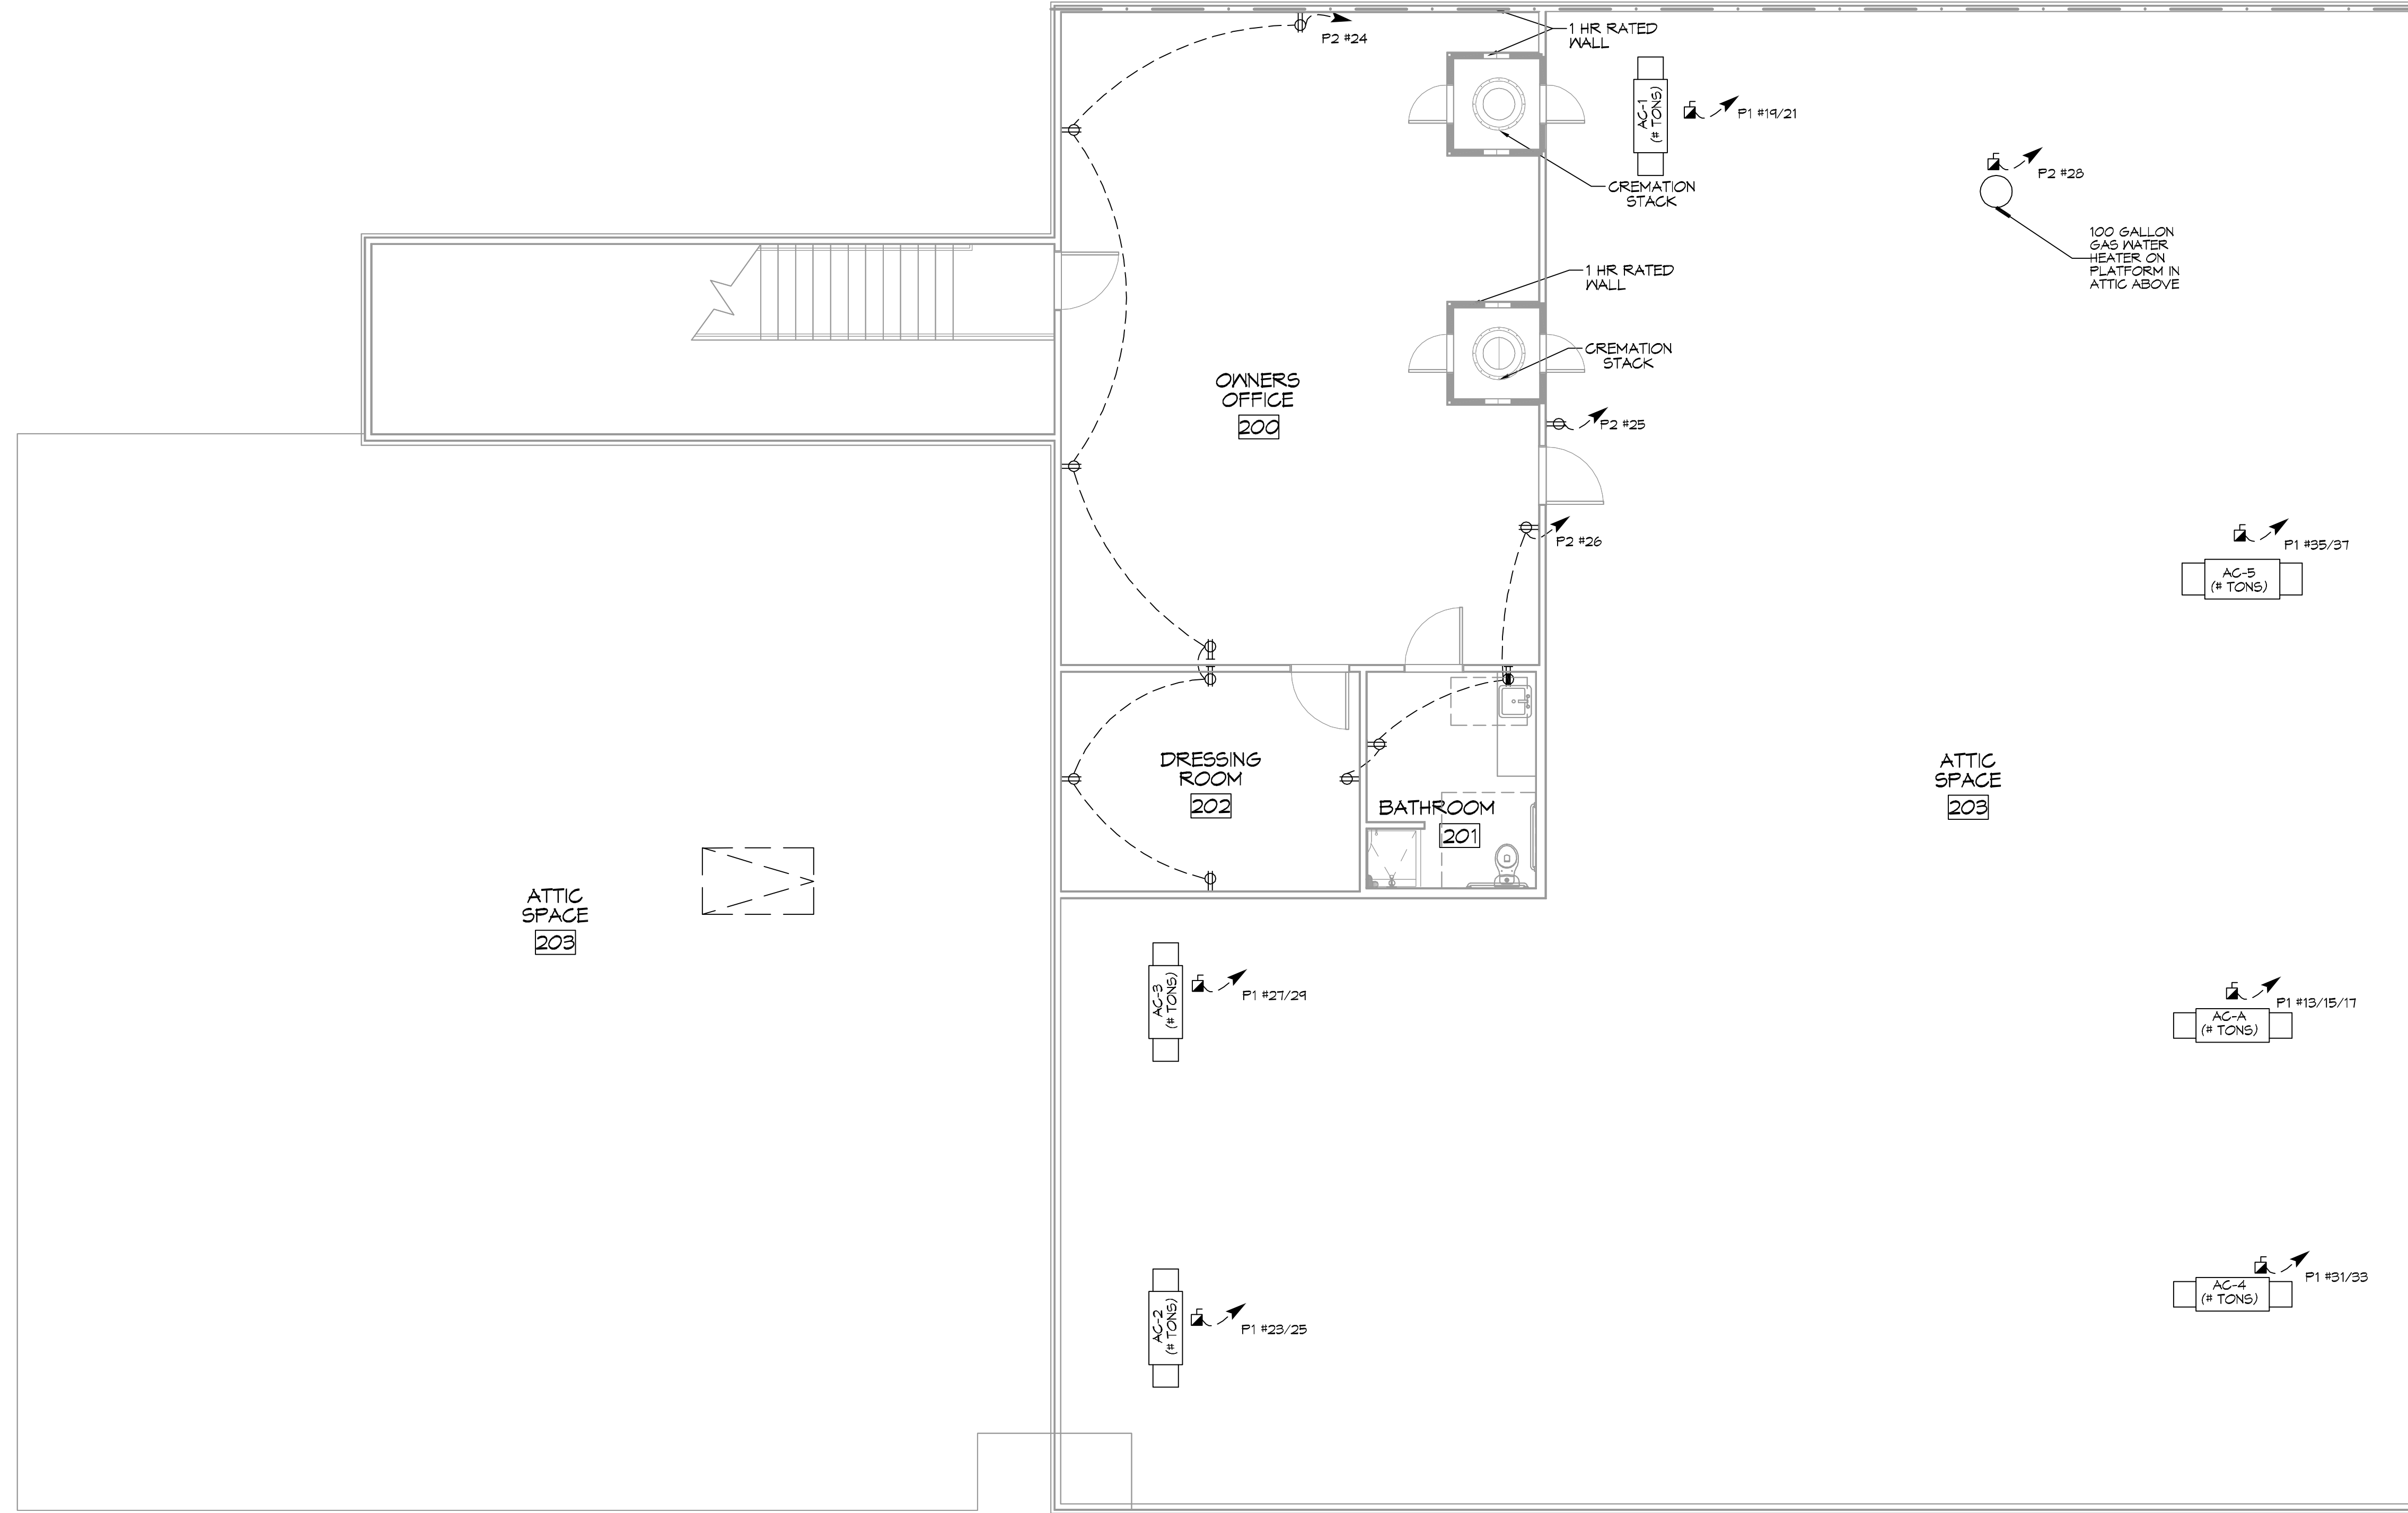 P2 #24
1 HR RATED
WALL
AC-1
(# TONS)
P1 #19/21
CREMATION
STACK
P2 #28
100 GALLON
GAS WATER
HEATER ON
PLATFORM IN
ATTIC ABOVE
1 HR RATED
WALL
CREMATION
STACK
OWNERS
OFFICE
200
P2 #25
P2 #26
P1 #35/37
AC-5
(# TONS)
DRESSING
ROOM
202
BATHROOM
201
ATTIC
SPACE
203
ATTIC
SPACE
203
AC-3
(# TONS)
P1 #27/29
P1 #13/15/17
AC-A
(# TONS)
AC-2
(# TONS)
P1 #23/25
P1 #31/33
AC-4
(# TONS)